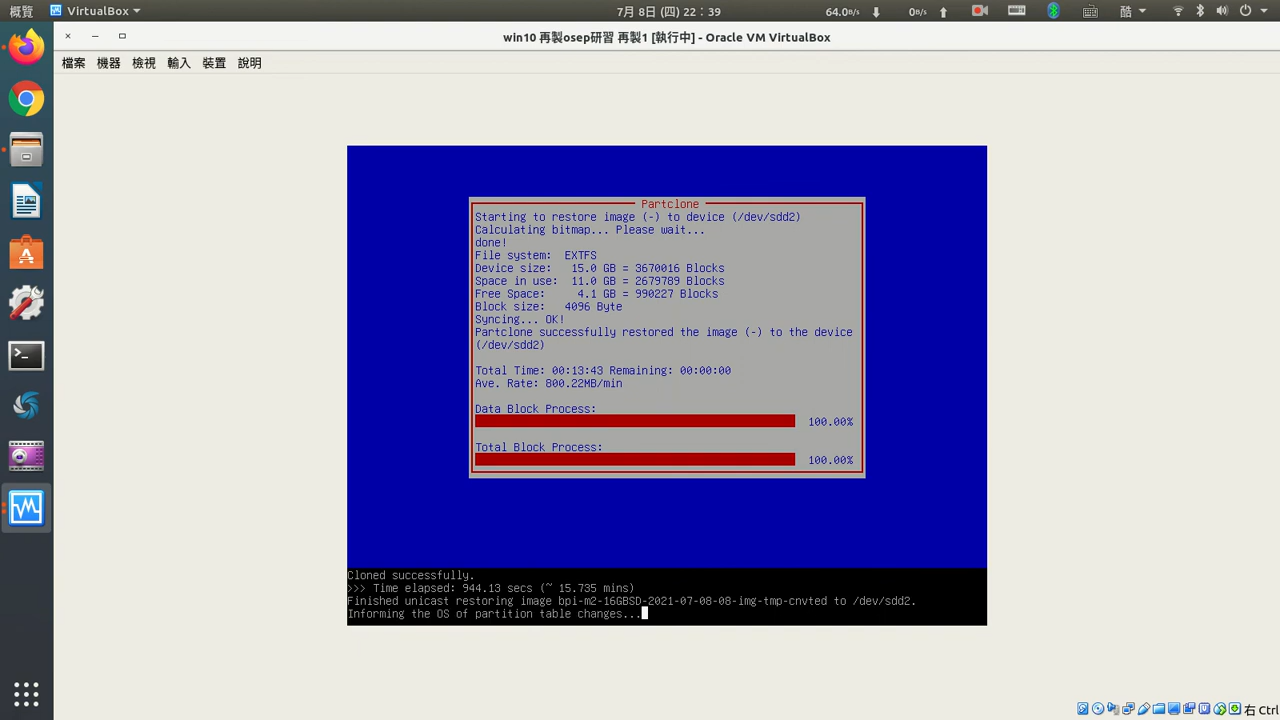 概覽 VirtualBox 7月 8日(四) 22：39 64.0B/s 0B/s 酷
win10 再製osep研習 再製1 [執行中] - Oracle VM VirtualBox
檔案 機器 檢視 輸入 裝置 說明
Partclone
Starting to restore image (-) to device (/dev/sdd2)
Calculating bitmap... Please wait...
done!
File system: EXTFS
Device size: 15.0 GB = 3670016 Blocks
Space in use: 11.0 GB = 2679789 Blocks
Free Space: 4.1 GB = 990227 Blocks
Block size: 4096 Byte
Syncing... OK!
Partclone successfully restored the image (-) to the device
(/dev/sdd2)
Total Time: 00:13:43 Remaining: 00:00:00
Ave. Rate: 800.22MB/min
Data Block Process:
100.00%
Total Block Process:
100.00%
Cloned successfully.
>>> Time elapsed: 944.13 secs (~ 15.735 mins)
Finished unicast restoring image bpi-m2-16GBSD-2021-07-08-08-img-tmp-cnvted to /dev/sdd2.
Informing the OS of partition table changes...
右 Ctrl